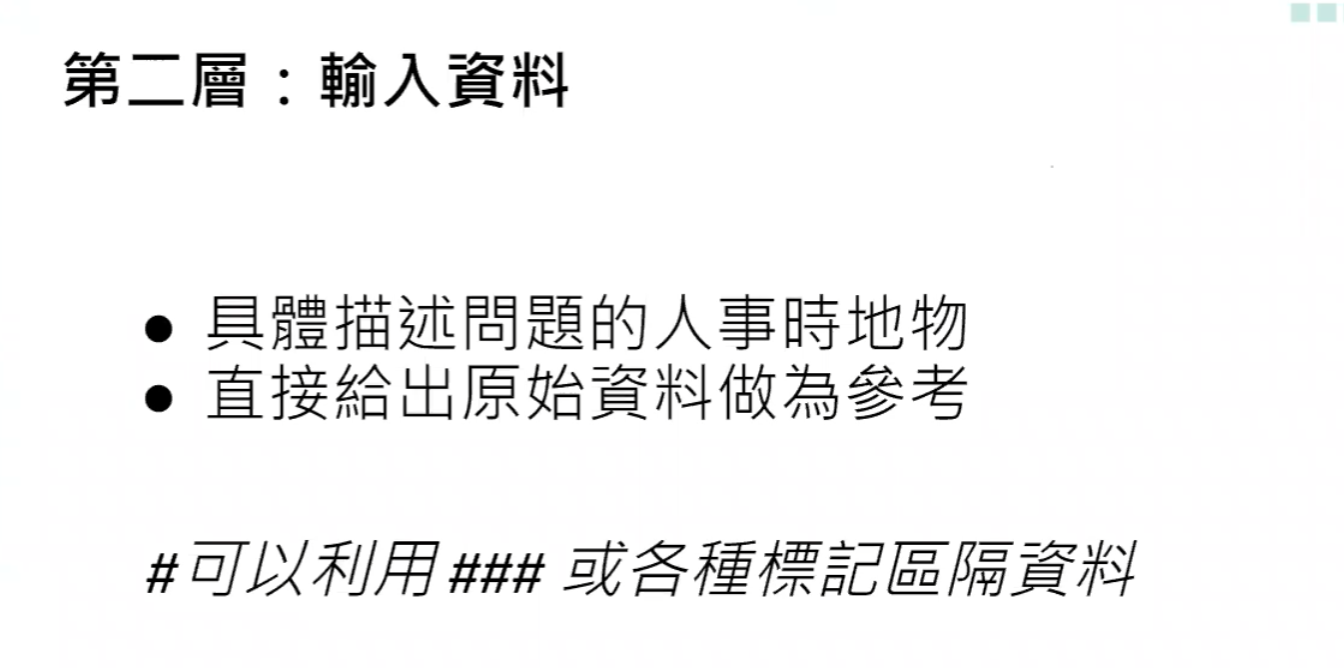 第二層：輸入資料
● 具體描述問題的人事時地物
● 直接給出原始資料做為參考
#可以利用 ### 或各種標記區隔資料